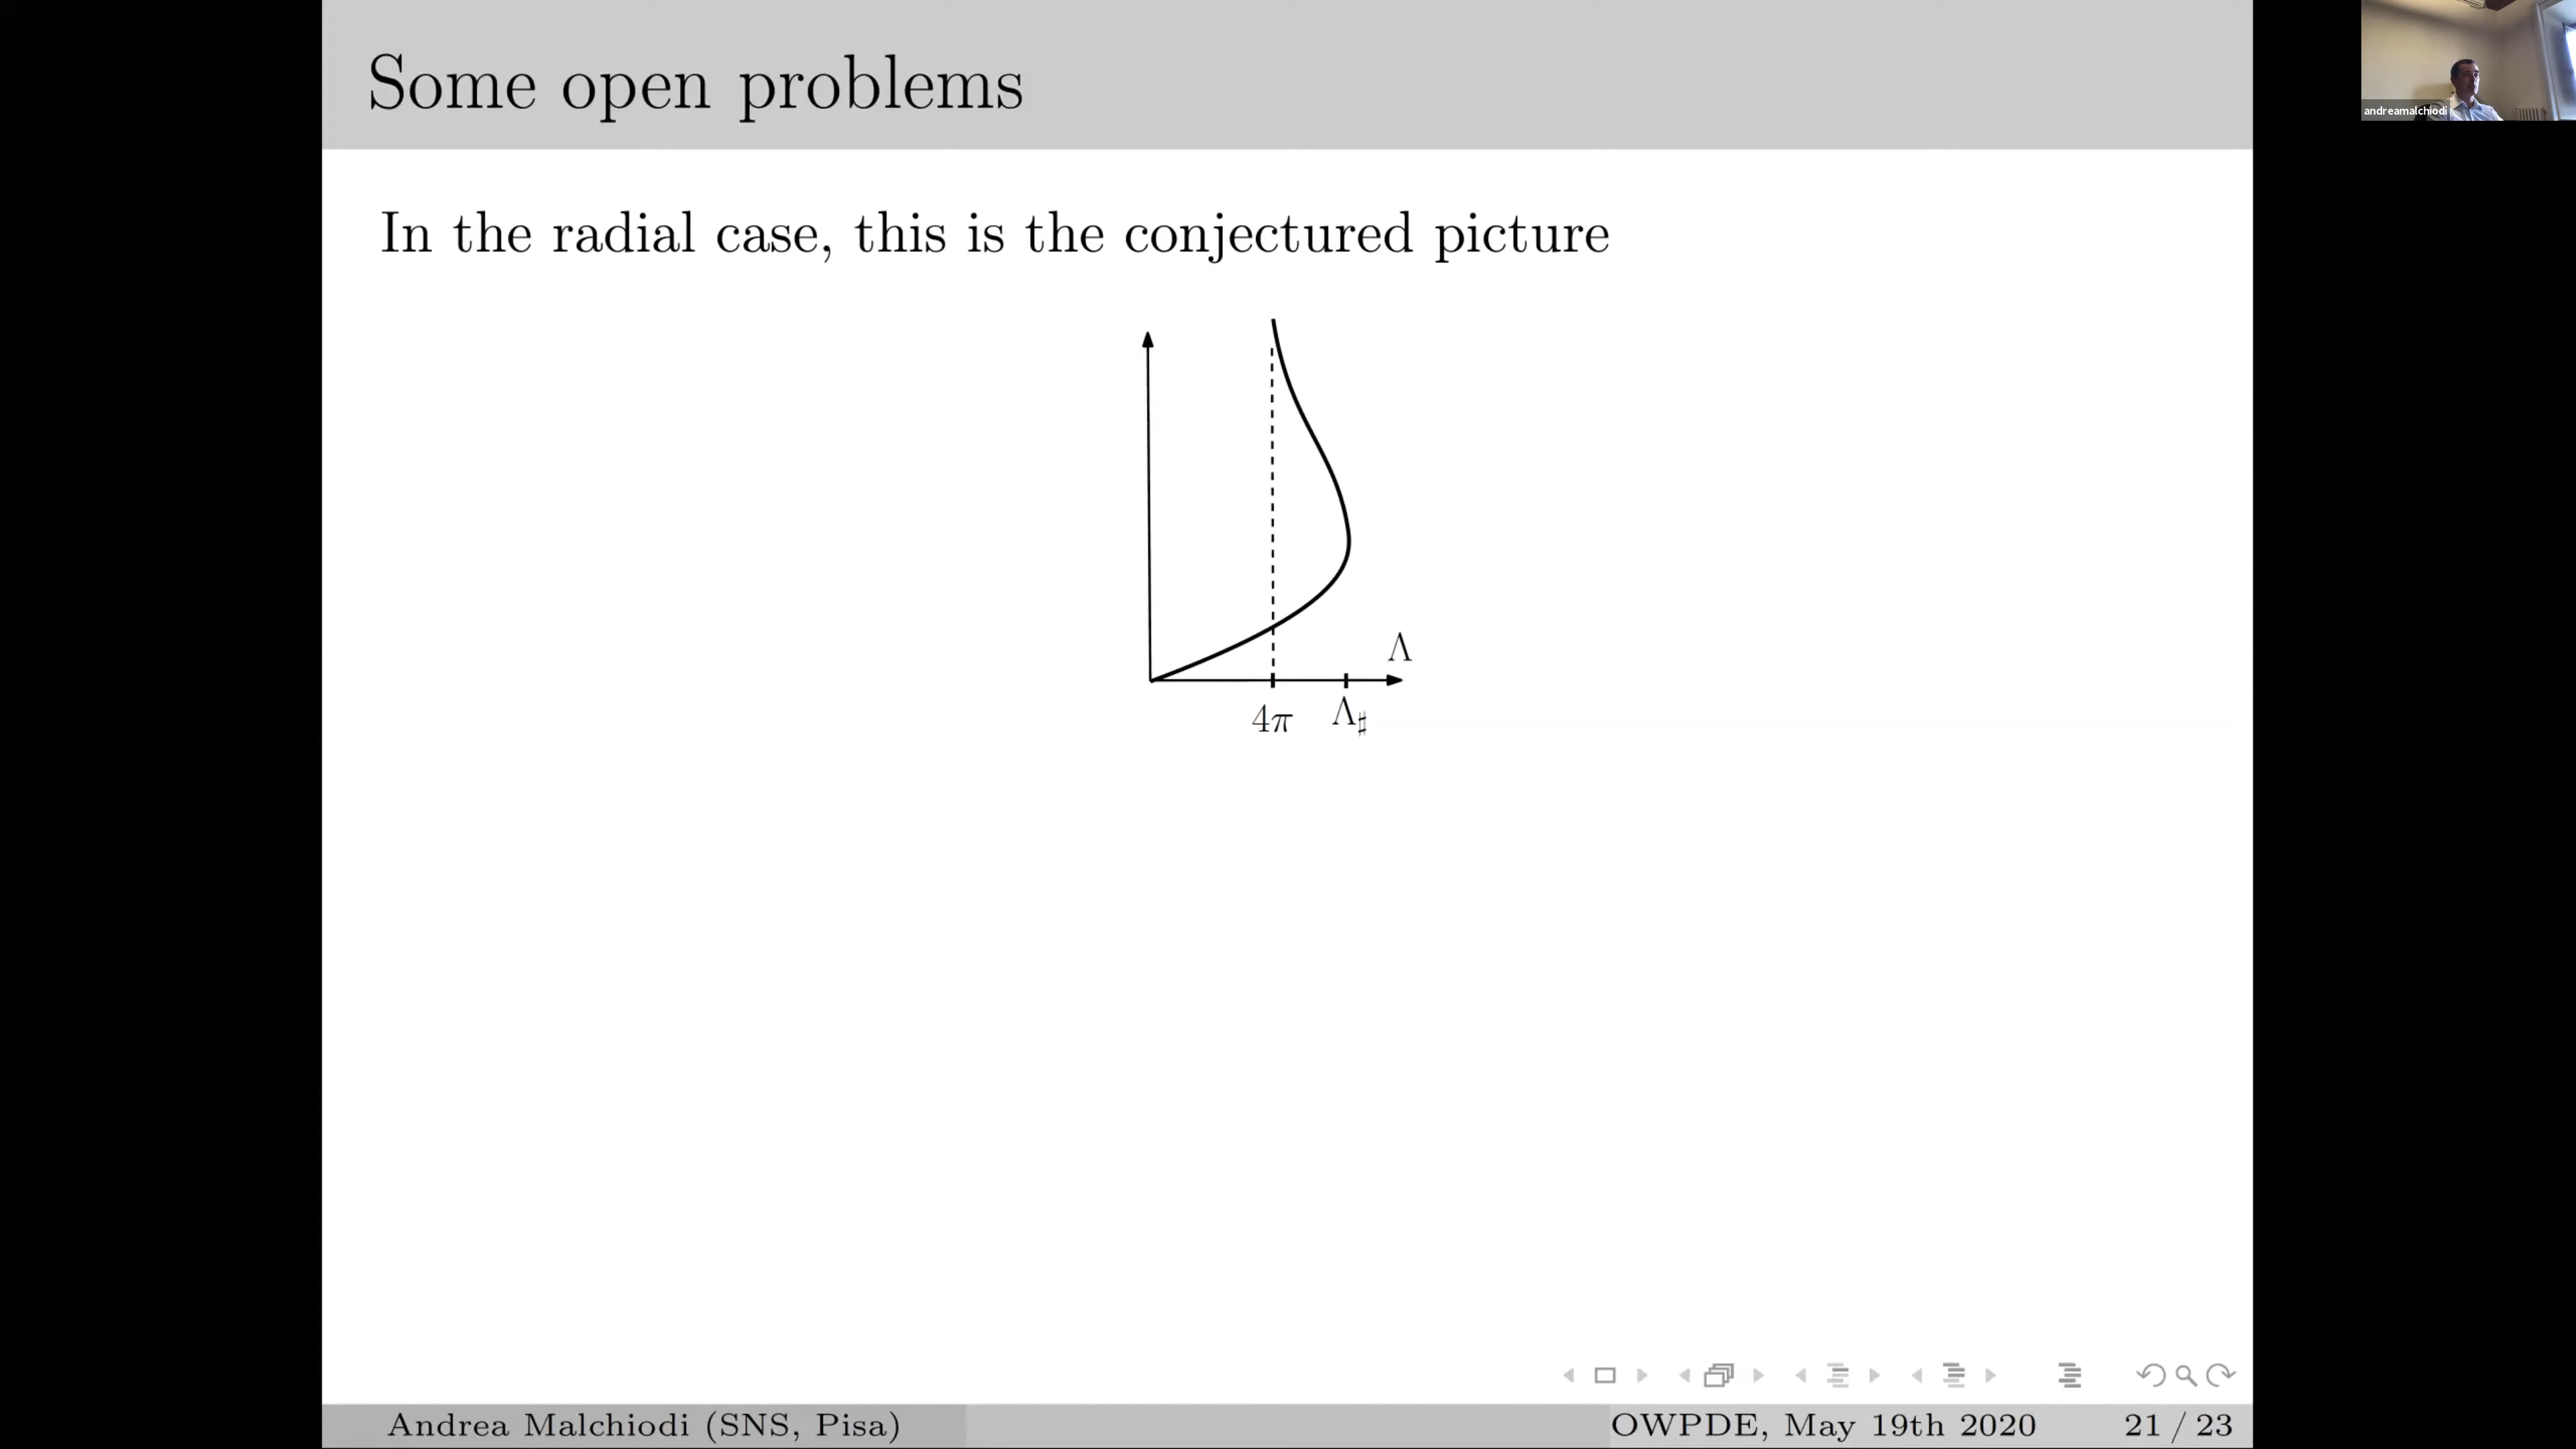 Some open problems
andreamalchiodi
In the radial case, this is the conjectured picture
Λ
4π Λ♯
Andrea Malchiodi (SNS, Pisa) OWPDE, May 19th 2020 21 / 23